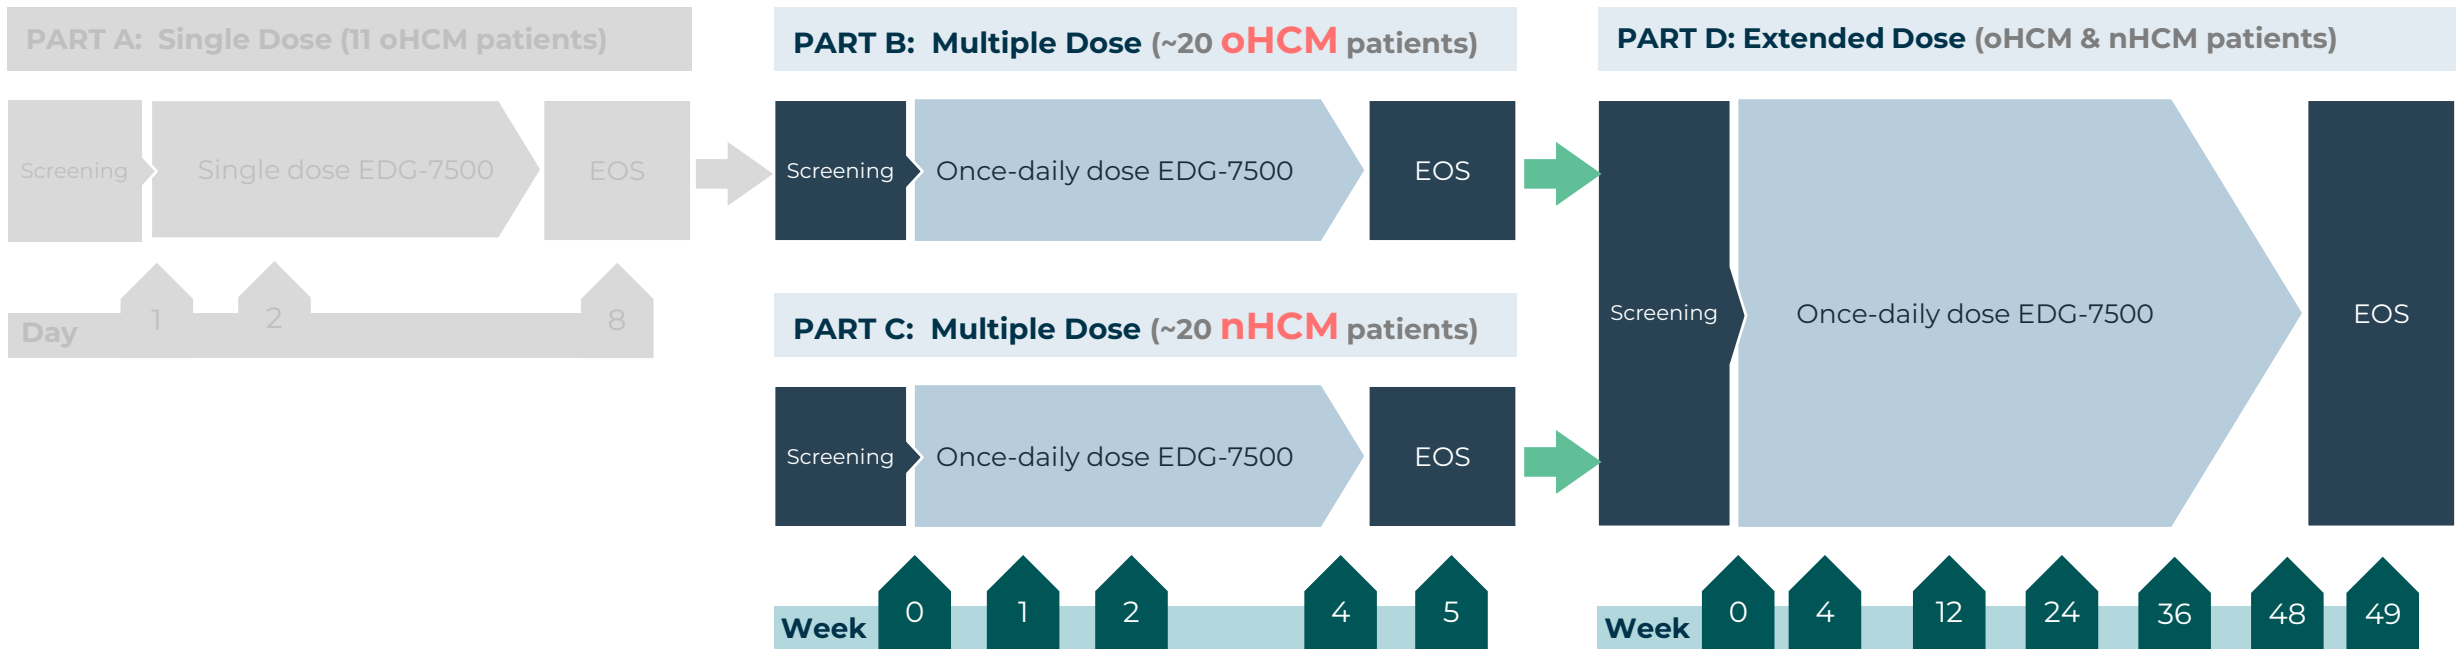 PART A: Single Dose (11 oHCM patients)
Screening
Single dose EDG-7500
EOS
Day
1
2
8
PART B: Multiple Dose (~20 oHCM patients)
Screening
Once-daily dose EDG-7500
EOS
PART C: Multiple Dose (~20 nHCM patients)
Screening
Once-daily dose EDG-7500
EOS
Week
0
1
2
4
5
PART D: Extended Dose (oHCM & nHCM patients)
Screening
Once-daily dose EDG-7500
EOS
Week
0
4
12
24
36
48
49